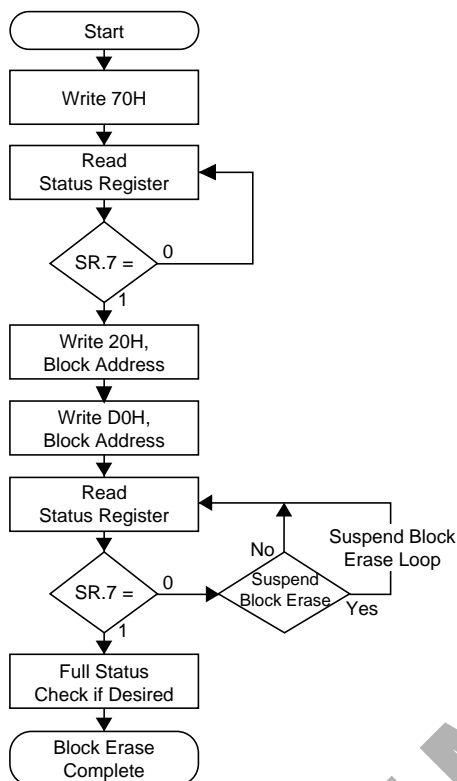 Start
Write 70H
Read
Status Register
SR.7 =
0
1
Write 20H,
Block Address
Write D0H,
Block Address
Read
Status Register
SR.7 =
0
1
No
Suspend
Block Erase
Yes
Suspend Block
Erase Loop
Full Status
Check if Desired
Block Erase
Complete